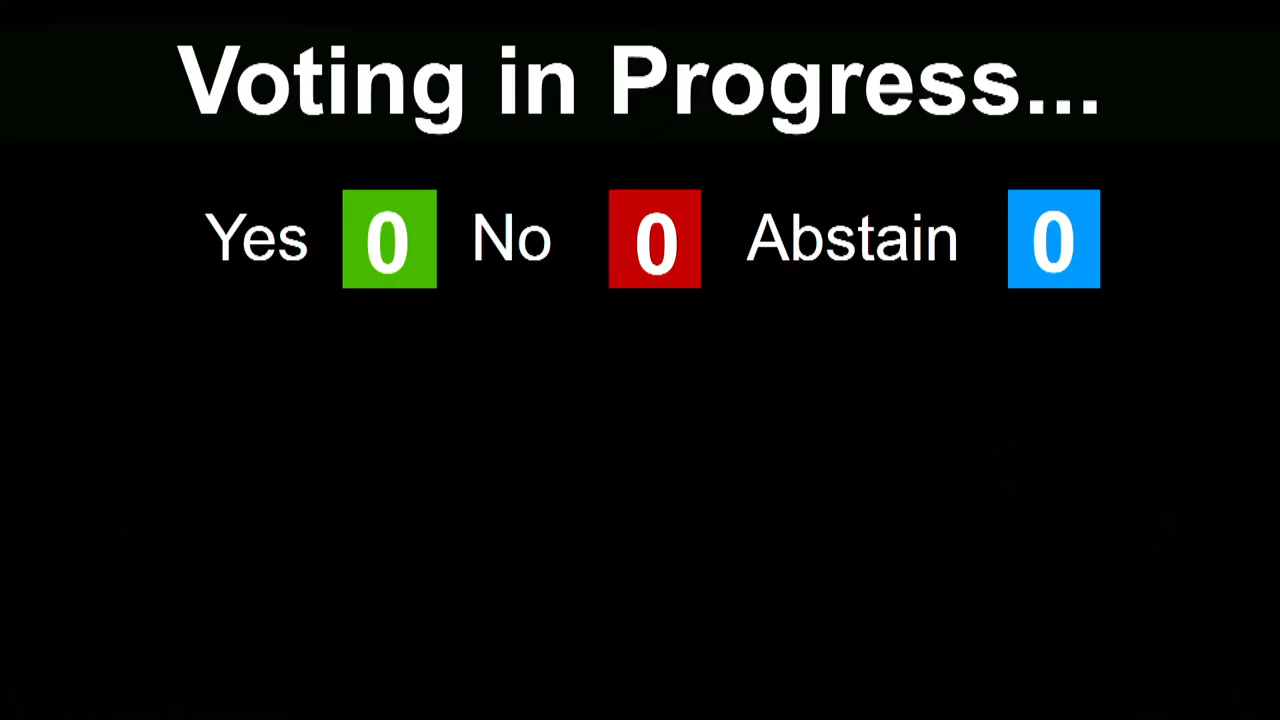 Voting in Progress...
Yes 0 No 0 Abstain 0